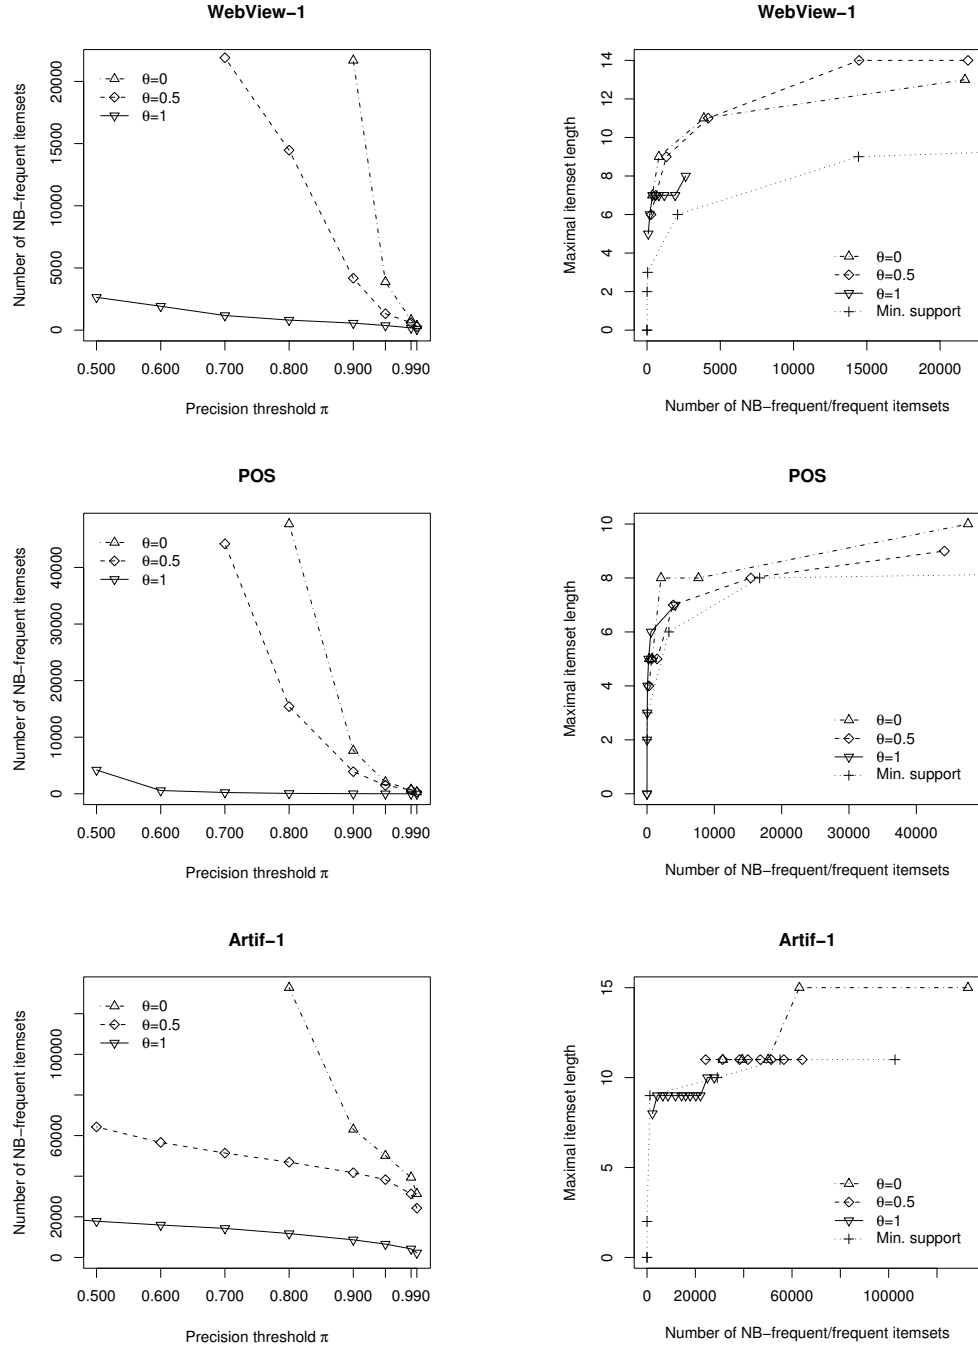 WebView−1
Number of NB−frequent itemsets
20000
15000
10000
5000
0
θ=0
θ=0.5
θ=1
0.500
0.600
0.700
0.800
0.900
0.990
Precision threshold π
WebView−1
Maximal itemset length
14
12
10
8
6
4
2
0
θ=0
θ=0.5
θ=1
Min. support
0
5000
10000
15000
20000
Number of NB−frequent/frequent itemsets
POS
Number of NB−frequent itemsets
40000
30000
20000
10000
0
θ=0
θ=0.5
θ=1
0.500
0.600
0.700
0.800
0.900
0.990
Precision threshold π
POS
Maximal itemset length
10
8
6
4
2
0
θ=0
θ=0.5
θ=1
Min. support
0
10000
20000
30000
40000
Number of NB−frequent/frequent itemsets
Artif−1
Number of NB−frequent itemsets
100000
60000
20000
0
θ=0
θ=0.5
θ=1
0.500
0.600
0.700
0.800
0.900
0.990
Precision threshold π
Artif−1
Maximal itemset length
15
10
5
0
θ=0
θ=0.5
θ=1
Min. support
0
20000
60000
100000
Number of NB−frequent/frequent itemsets